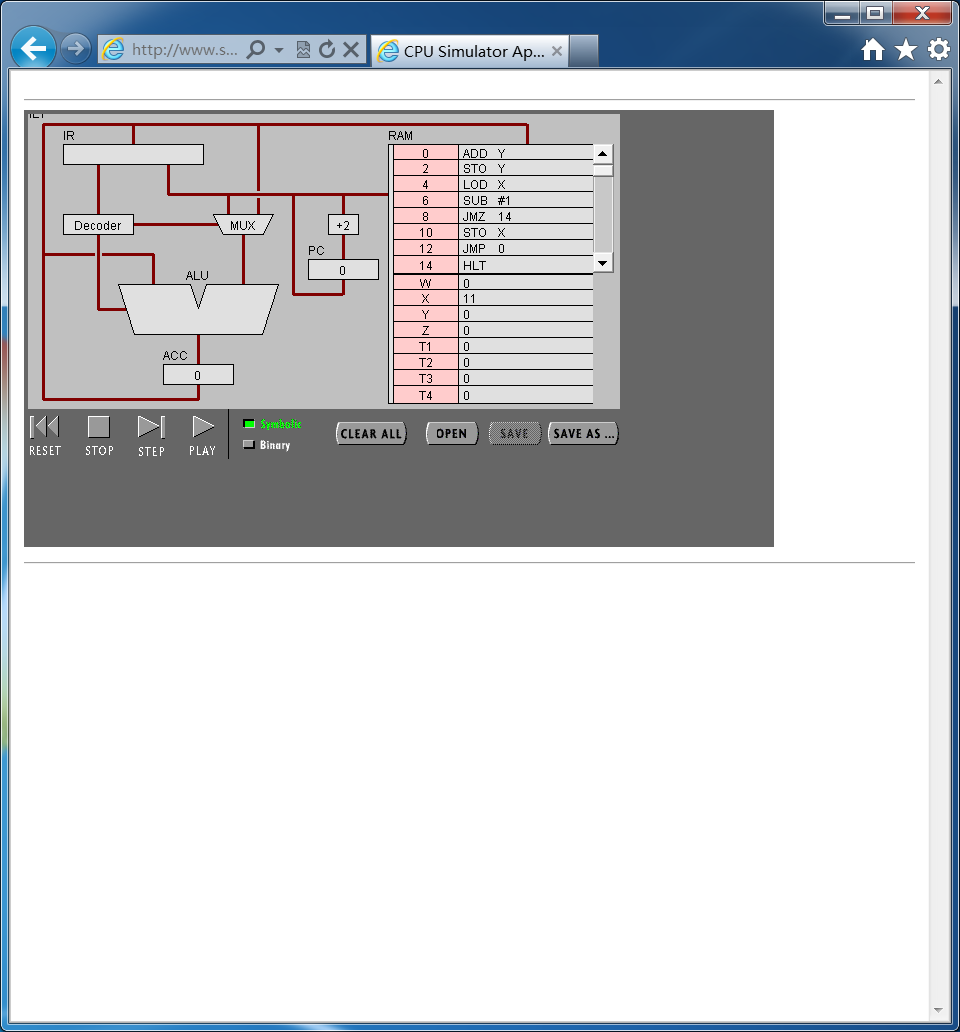 http://www.s...
CPU Simulator Ap...
IR
RAM
0 ADD Y
2 STO Y
4 LOD X
6 SUB #1
8 JMZ 14
10 STO X
12 JMP 0
14 HLT
W 0
X 11
Y 0
Z 0
T1 0
T2 0
T3 0
T4 0
Decoder
MUX
+2
PC
0
ALU
ACC
0
RESET
STOP
STEP
PLAY
Symbolic
Binary
CLEAR ALL
OPEN
SAVE
SAVE AS ...